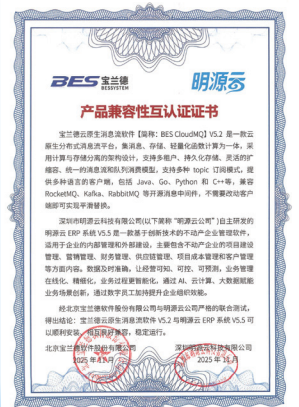 BES 宝兰德
BESSYSTEM
明源云
产品兼容性互认证证书
宝兰德云原生消息流软件【简称：BES CloudMQ】V5.2 是一款云
原生分布式消息流平台，集消息、存储、轻量化函数计算为一体，采
用计算与存储分离的架构设计，支持多租户、持久化存储、灵活的扩
缩容、统一的消息流和队列消费模型，支持多种 topic 订阅模式，提
供多种语言的客户端，包括 Java、Go、Python 和 C++等，兼容
RocketMQ、Kafka、RabbitMQ 等开源消息中间件，不需要改动客户
端即可实现平滑替换。
深圳市明源云科技有限公司(以下简称“明源云公司”)自主研发的
明源云 ERP 系统 V5.5 是一款基于创新技术的不动产企业管理软件，
适用于企业的内部管理和外部建设，主要包含不动产企业的项目建设
管理、营销管理、财务管理、供应链管理、项目成本管理和客户管理
等方面内容。数据及时准确，让经营可知、可控、可预测，业务管理
在线化、精细化，业务过程更智能化，通过 AI、云计算、大数据赋能
业务场景创新，通过数字员工加持提升企业组织效能。
经北京宝兰德软件股份有限公司与明源云公司严格的联合测试，
得出结论：宝兰德云原生消息流软件 V5.2 与明源云 ERP 系统 V5.5 可
以顺利安装，相互良好兼容，稳定运行。
北京宝兰德软件股份有限公司
深圳明源云科技有限公司
2025 年
2025 年 11 月